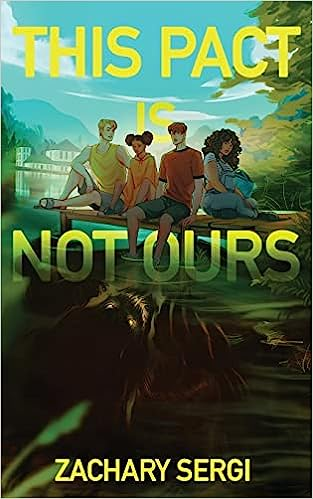 THIS PACT
IS
NOT OURS
ZACHARY SERGI